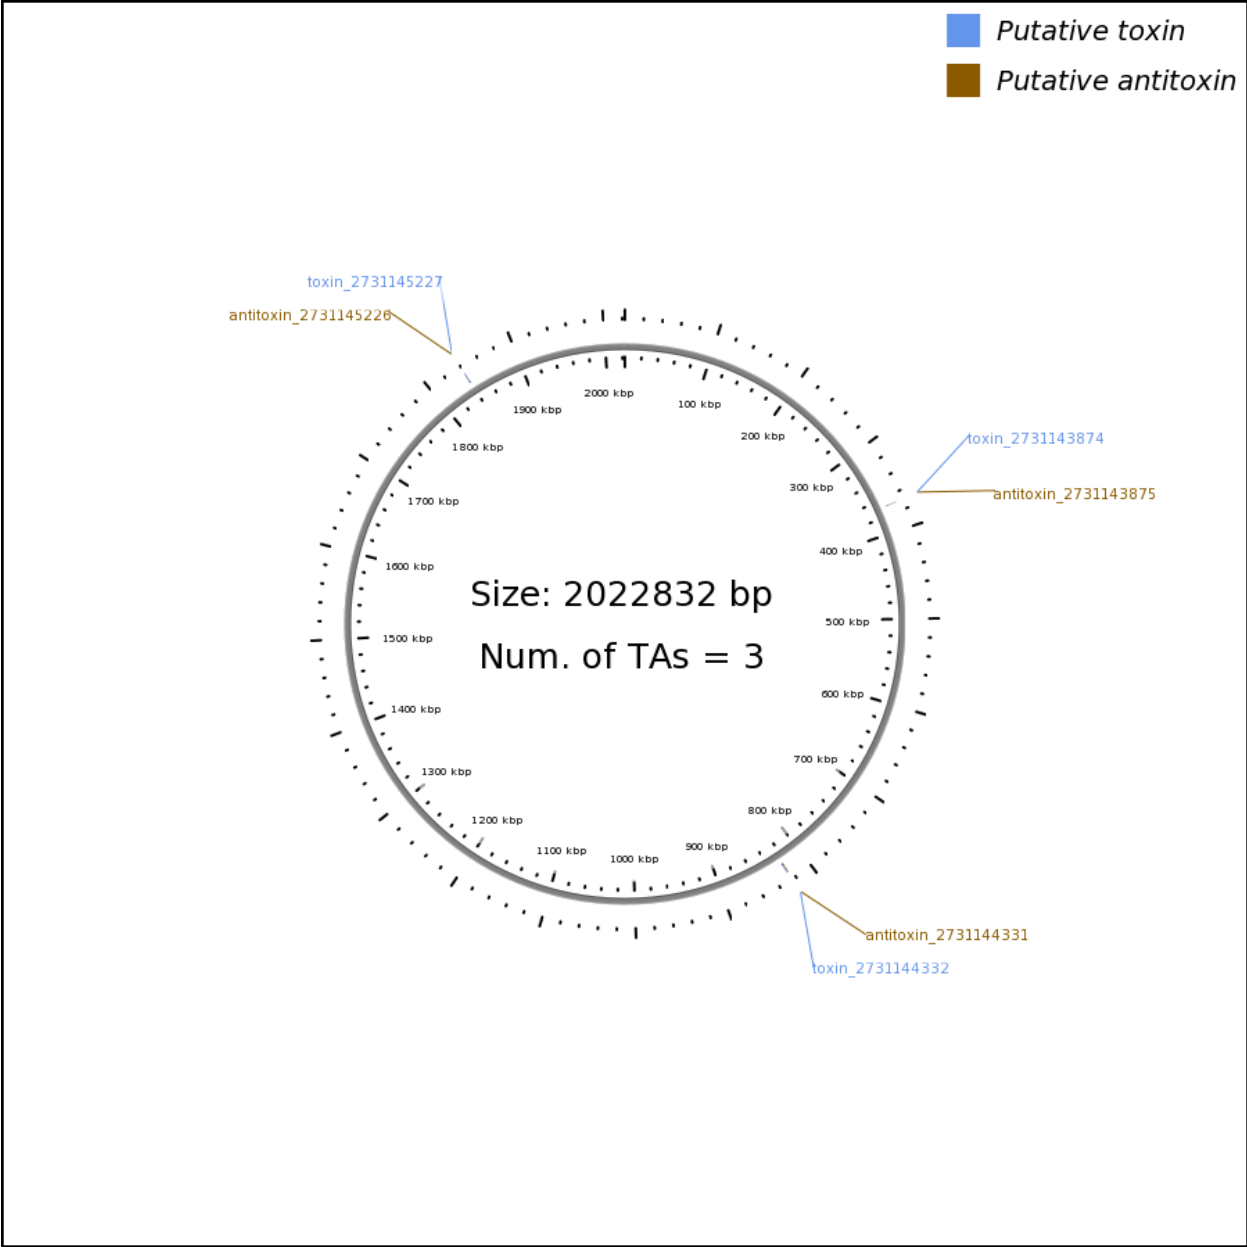 Putative toxin
Putative antitoxin
toxin_2731145227
antitoxin_2731145226
2000 kbp
100 kbp
1900 kbp
200 kbp
toxin_2731143874
1800 kbp
300 kbp
antitoxin_2731143875
1700 kbp
400 kbp
1600 kbp
Size: 2022832 bp
500 kbp
1500 kbp
Num. of TAs = 3
600 kbp
1400 kbp
700 kbp
1300 kbp
800 kbp
1200 kbp
900 kbp
1100 kbp
1000 kbp
antitoxin_2731144331
toxin_2731144332